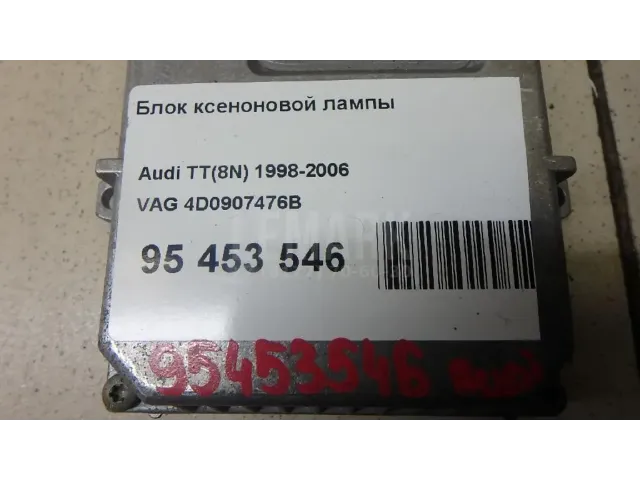 Блок ксеноновой лампы
Audi TT(8N) 1998-2006
VAG 4D0907476B
95 453 546
95453546